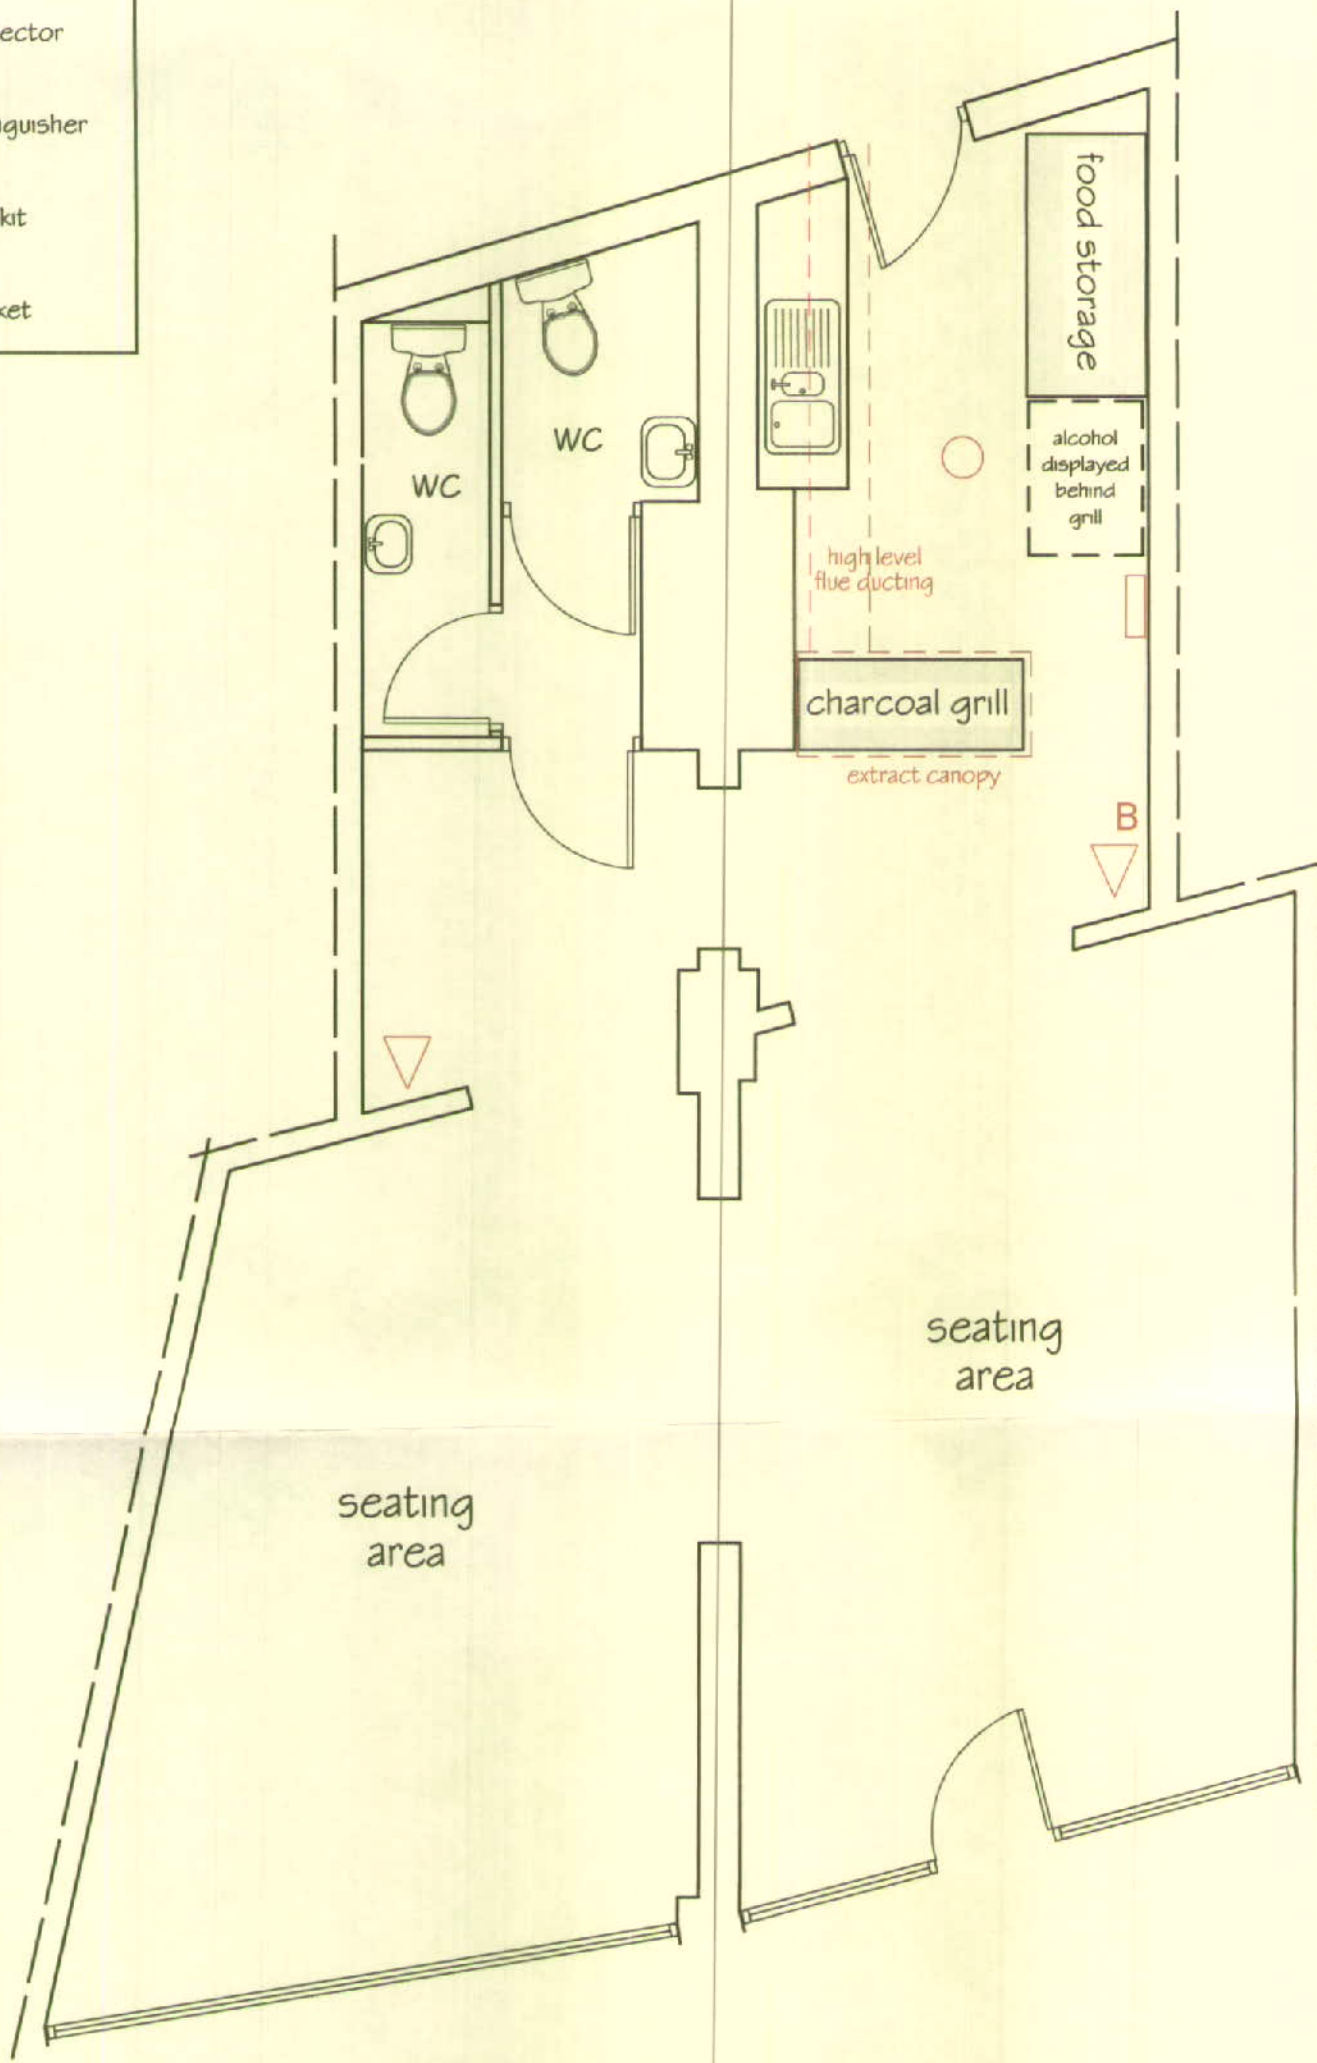 ector
guisher
kit
ket
food storage
alcohol
displayed
behind
grill
WC
WC
high level
flue ducting
charcoal grill
extract canopy
B
seating
area
seating
area